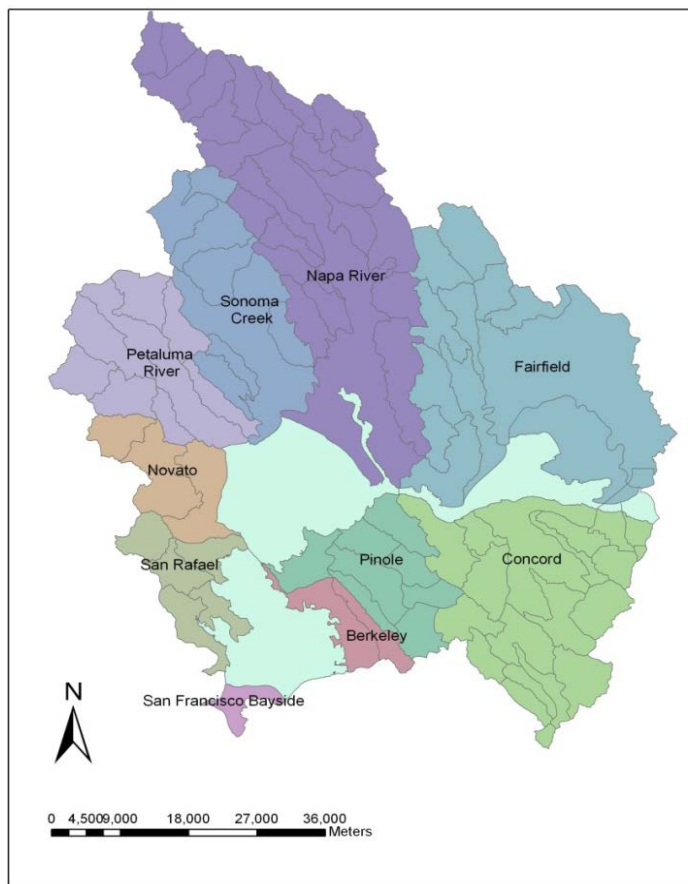 Napa River
Sonoma
Creek
Petaluma
River
Fairfield
Novato
San Rafael
Pinole
Concord
Berkeley
San Francisco Bayside
N
0 4,500 9,000 18,000 27,000 36,000
Meters